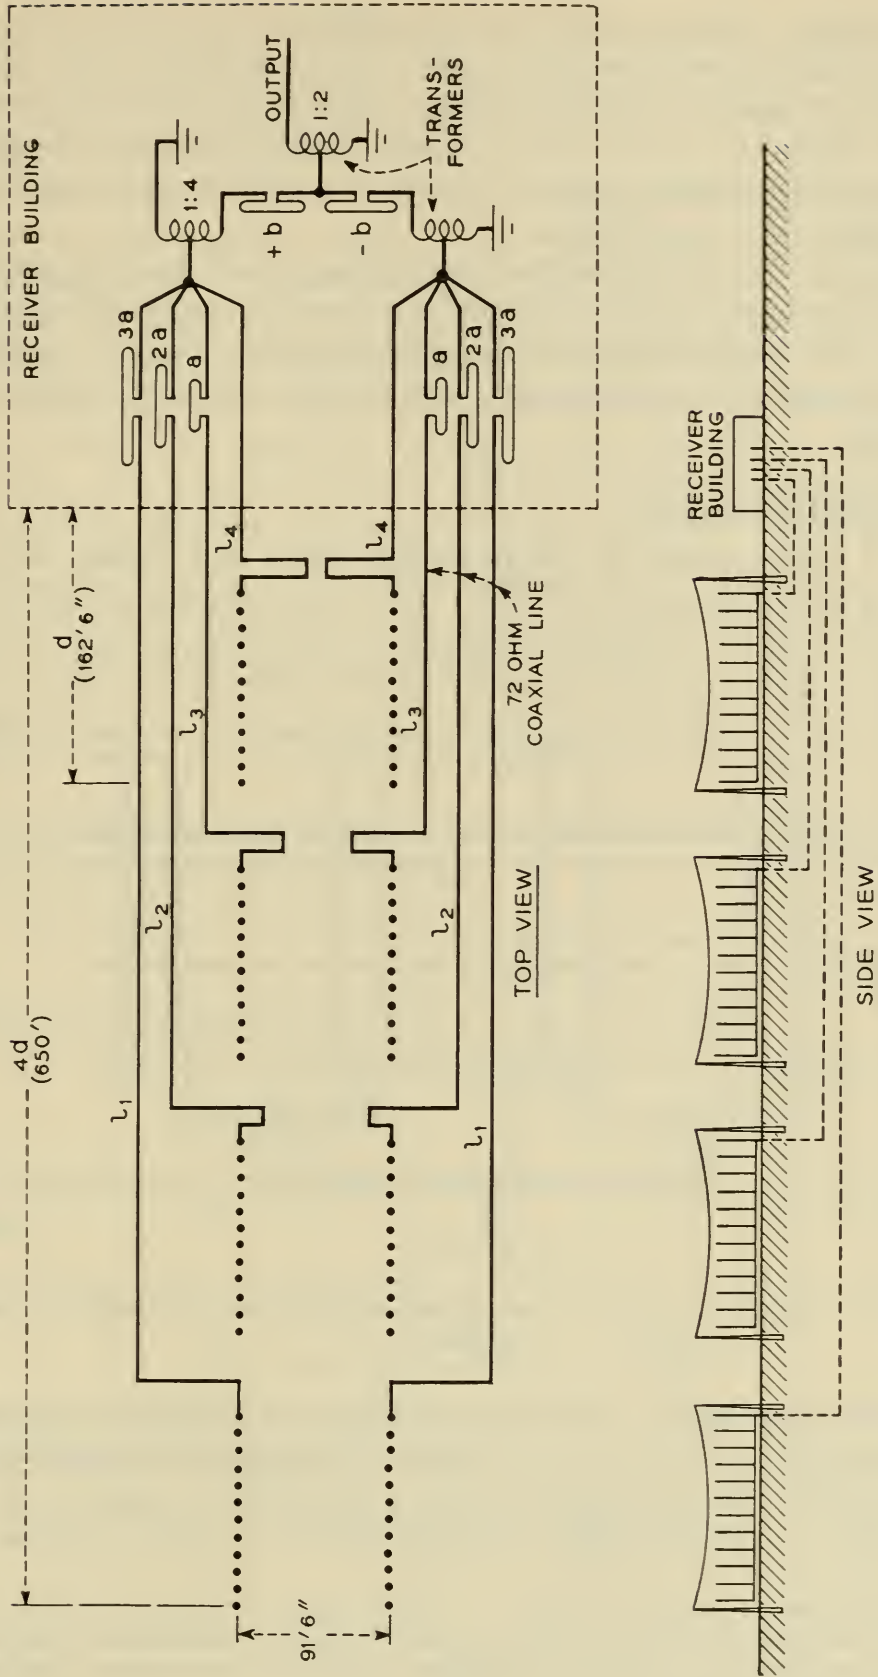 RECEIVER BUILDING
4d
(650')
d
(162'6")
OUTPUT
1:2
1:4
TRANS-
FORMERS
+b
-b
3a
2a
a
a
2a
3a
l1
l2
l3
l4
l4
l3
l2
l1
72 OHM
COAXIAL LINE
91'6"
TOP VIEW
RECEIVER
BUILDING
SIDE VIEW